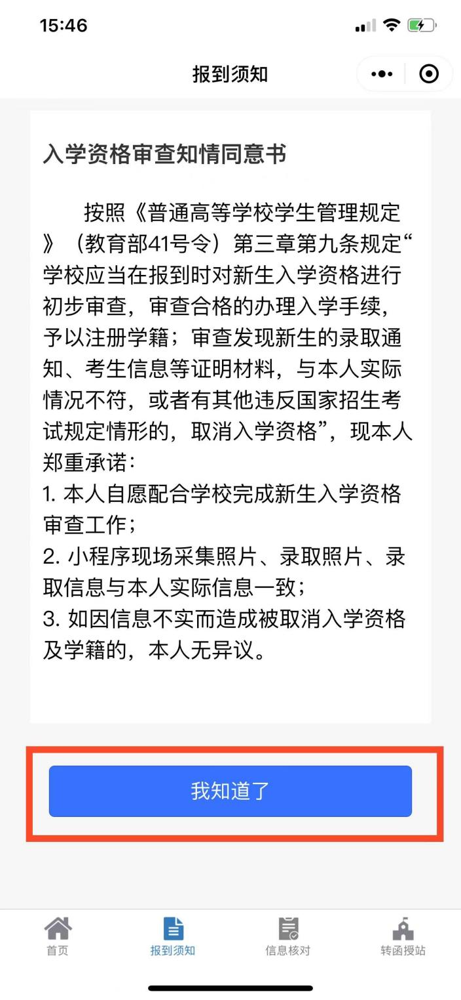 15:46
报到须知
入学资格审查知情同意书
按照《普通高等学校学生管理规定
》（教育部41号令）第三章第九条规定“
学校应当在报到时对新生入学资格进行
初步审查，审查合格的办理入学手续，
予以注册学籍；审查发现新生的录取通
知、考生信息等证明材料，与本人实际
情况不符，或者有其他违反国家招生考
试规定情形的，取消入学资格”，现本人
郑重承诺：
1. 本人自愿配合学校完成新生入学资格
审查工作；
2. 小程序现场采集照片、录取照片、录
取信息与本人实际信息一致；
3. 如因信息不实而造成被取消入学资格
及学籍的，本人无异议。
我知道了
首页
报到须知
信息核对
转函授站